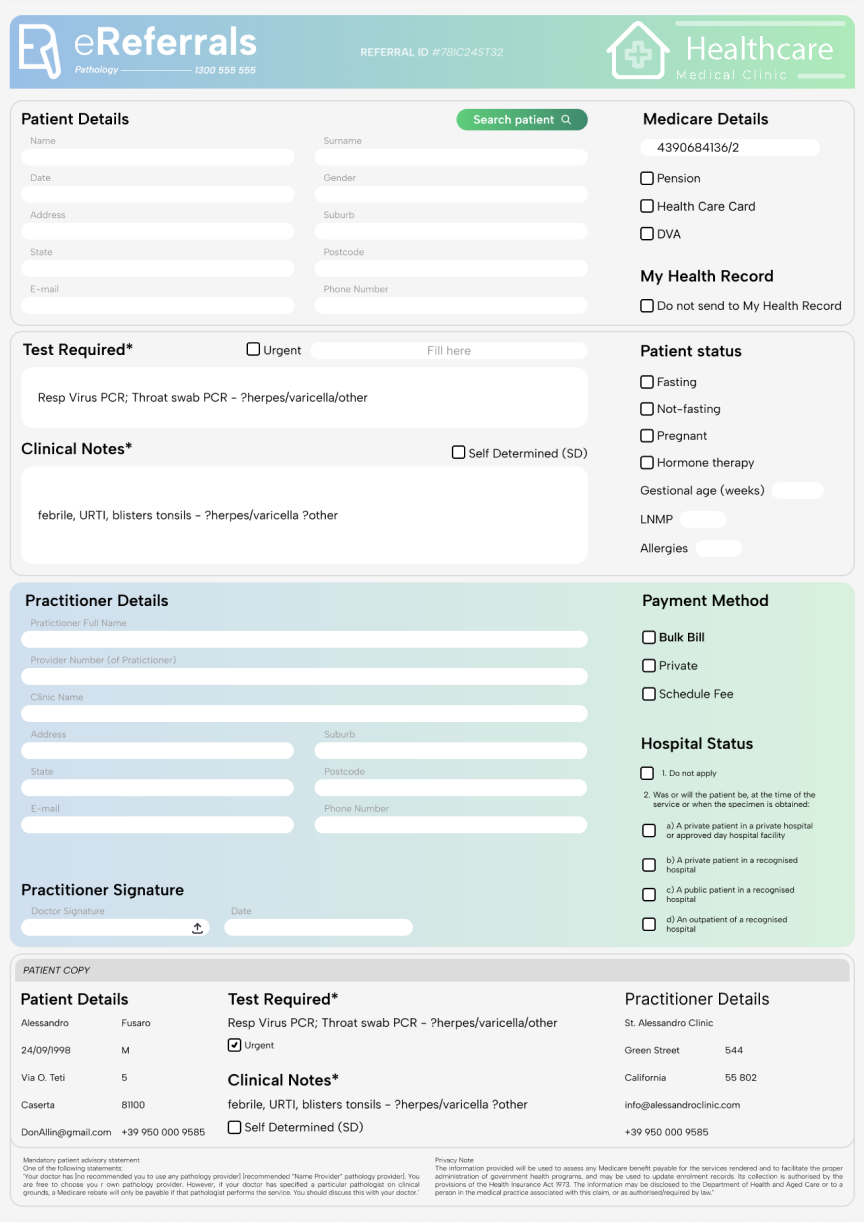 eReferrals
Pathology 1300 555 555
REFERRAL ID #78IC24ST32
Healthcare
Medical Clinic
Patient Details
Search patient
Name
Surname
Date
Gender
Address
Suburb
State
Postcode
E-mail
Phone Number
Medicare Details
4390684136/2
Pension
Health Care Card
DVA
My Health Record
Do not send to My Health Record
Test Required*
Urgent
Fill here
Resp Virus PCR; Throat swab PCR - ?herpes/varicella/other
Clinical Notes*
Self Determined (SD)
febrile, URTI, blisters tonsils - ?herpes/varicella ?other
Patient status
Fasting
Not-fasting
Pregnant
Hormone therapy
Gestional age (weeks)
LNMP
Allergies
Practitioner Details
Pratictioner Full Name
Provider Number (of Pratictioner)
Clinic Name
Address
Suburb
State
Postcode
E-mail
Phone Number
Practitioner Signature
Doctor Signature
Date
Payment Method
Bulk Bill
Private
Schedule Fee
Hospital Status
1. Do not apply
2. Was or will the patient be, at the time of the
service or when the specimen is obtained:
a) A private patient in a private hospital
or approved day hospital facility
b) A private patient in a recognised
hospital
c) A public patient in a recognised
hospital
d) An outpatient of a recognised
hospital
PATIENT COPY
Patient Details
Alessandro Fusaro
24/09/1998 M
Via O. Teti 5
Caserta 81100
DonAllin@gmail.com +39 950 000 9585
Test Required*
Resp Virus PCR; Throat swab PCR - ?herpes/varicella/other
Urgent
Clinical Notes*
febrile, URTI, blisters tonsils - ?herpes/varicella ?other
Self Determined (SD)
Practitioner Details
St. Alessandro Clinic
Green Street 544
California 55 802
info@alessandroclinic.com
+39 950 000 9585
Mandatory patient advisory statement
One of the following statements:
'Your doctor has [no recommended you to use any pathology provider] [recommended "Name Provider" pathology provider]. You
are free to choose you r own pathology provider. However, if your doctor has specified a particular pathologist on clinical
grounds, a Medicare rebate will only be payable if that pathologist performs the service. You should discuss this with your doctor.'
Privacy Note
The information provided will be used to assess any Medicare benefit payable for the services rendered and to facilitate the proper
administration of government health programs, and may be used to update enrolment records. Its collection is authorised by the
provisions of the Health Insurance Act 1973. The information may be disclosed to the Department of Health and Aged Care or to a
person in the medical practice associated with this claim, or as authorised/required by law."